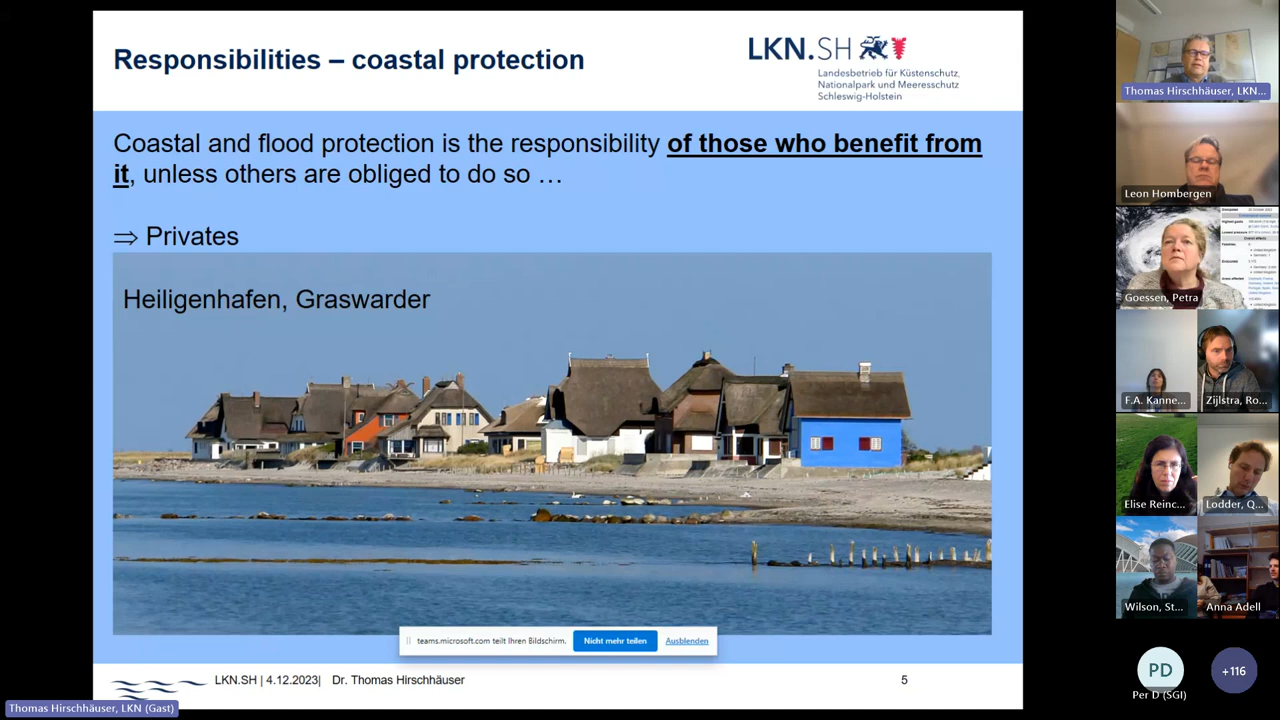 Responsibilities – coastal protection
LKN.SH
Landesbetrieb für Küstenschutz,
Nationalpark und Meeresschutz
Schleswig-Holstein
Coastal and flood protection is the responsibility of those who benefit from
it, unless others are obliged to do so …
⇒ Privates
Heiligenhafen, Graswarder
teams.microsoft.com teilt Ihren Bildschirm.
Nicht mehr teilen
Ausblenden
LKN.SH | 4.12.2023| Dr. Thomas Hirschhäuser
5
Thomas Hirschhäuser, LKN (Gast)
Thomas Hirschhäuser, LKN...
Leon Hombergen
Goessen, Petra
F.A. Kanne...
Zijlstra, Ro...
Elise Reinc...
Lodder, Q...
Wilson, St...
Anna Adell
PD
Per D (SGI)
+116